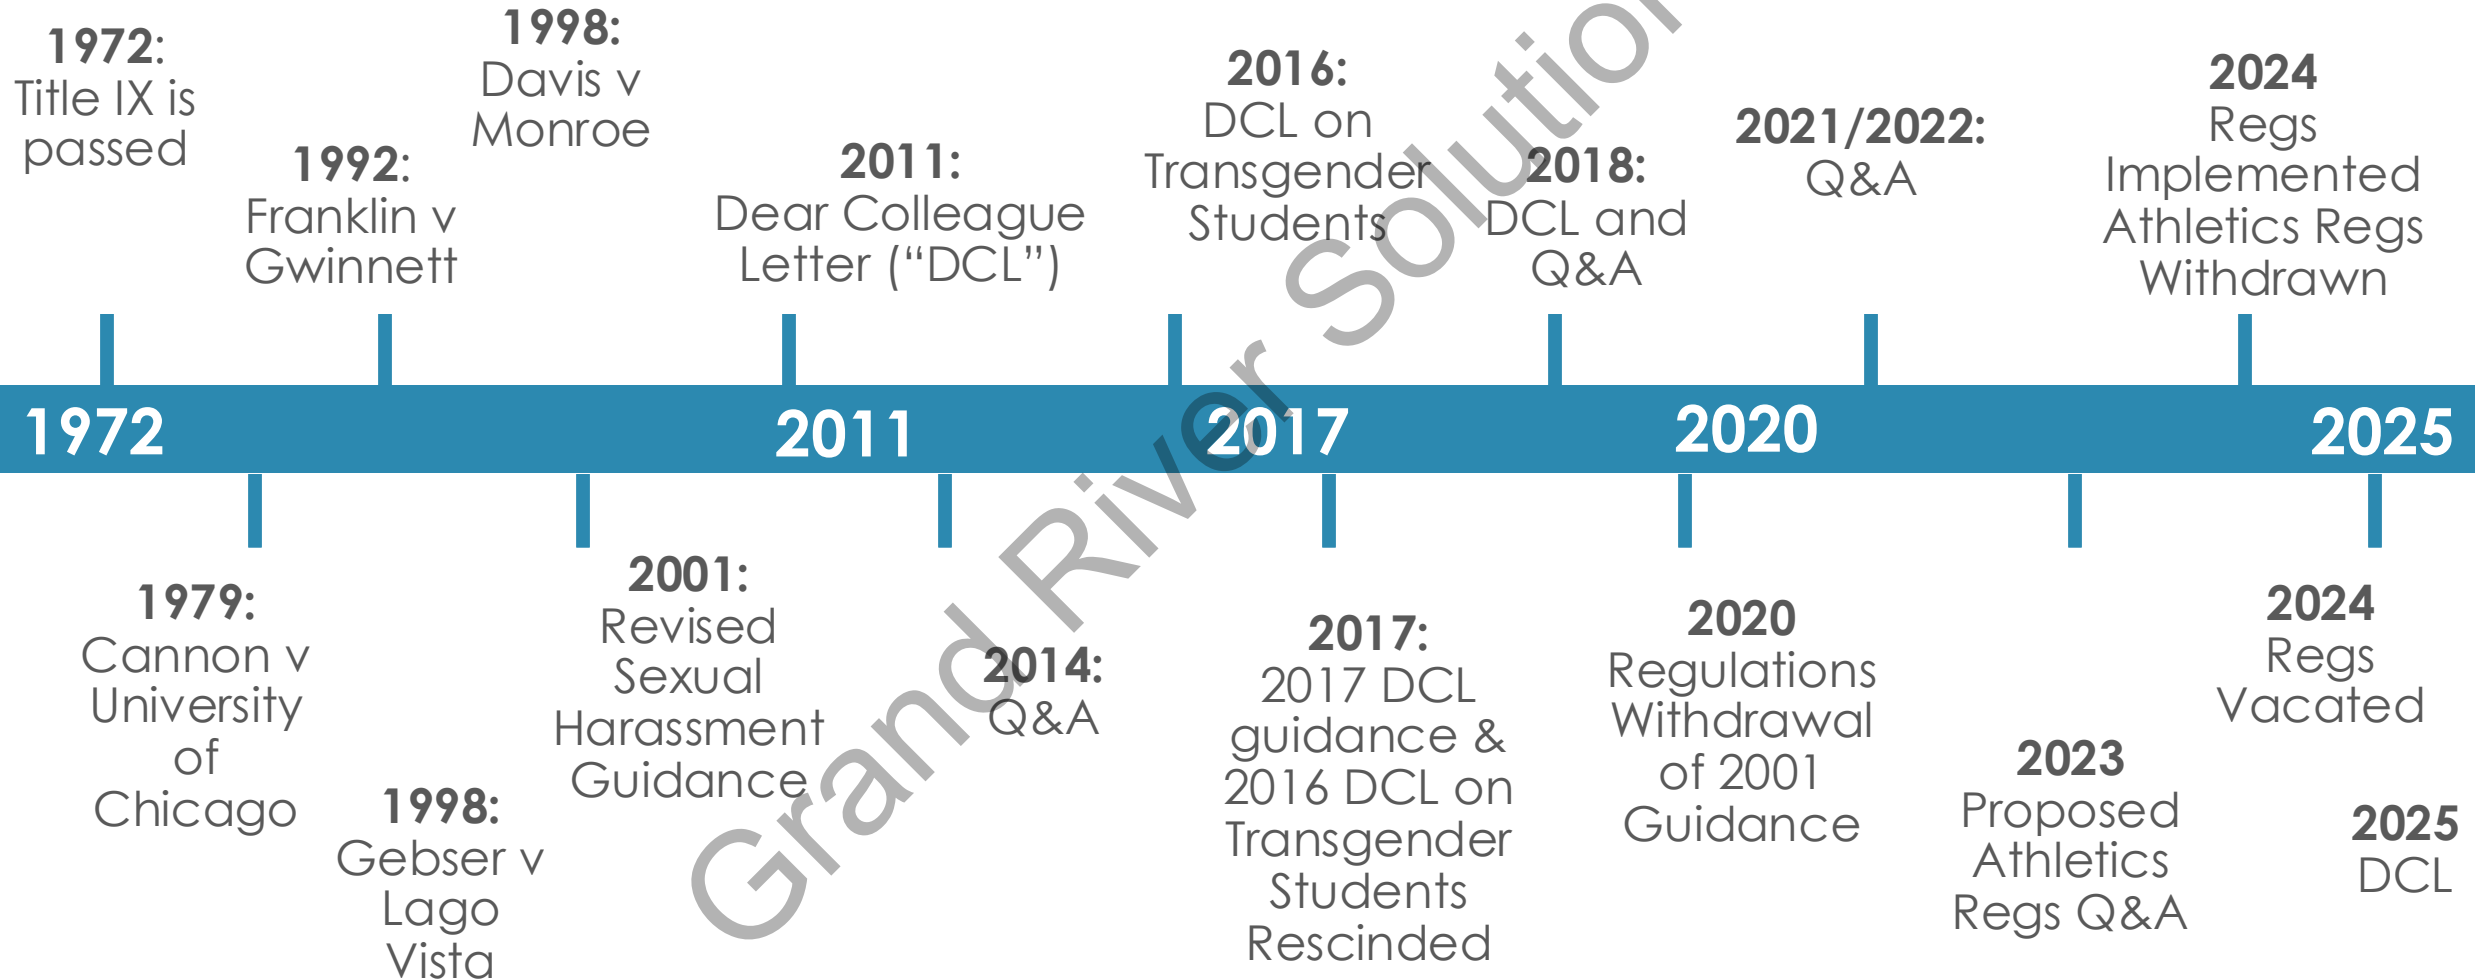 1972:
Title IX is
passed
1992:
Franklin v
Gwinnett
1998:
Davis v
Monroe
2011:
Dear Colleague
Letter (“DCL”)
2016:
DCL on
Transgender
Students
2018:
DCL and
Q&A
2021/2022:
Q&A
2024
Regs
Implemented
Athletics Regs
Withdrawn
1972
2011
2017
2020
2025
1979:
Cannon v
University
of
Chicago
1998:
Gebser v
Lago
Vista
2001:
Revised
Sexual
Harassment
Guidance
2014:
Q&A
2017:
2017 DCL
guidance &
2016 DCL on
Transgender
Students
Rescinded
2020
Regulations
Withdrawal
of 2001
Guidance
2023
Proposed
Athletics
Regs Q&A
2024
Regs
Vacated
2025
DCL
Grand River Solution